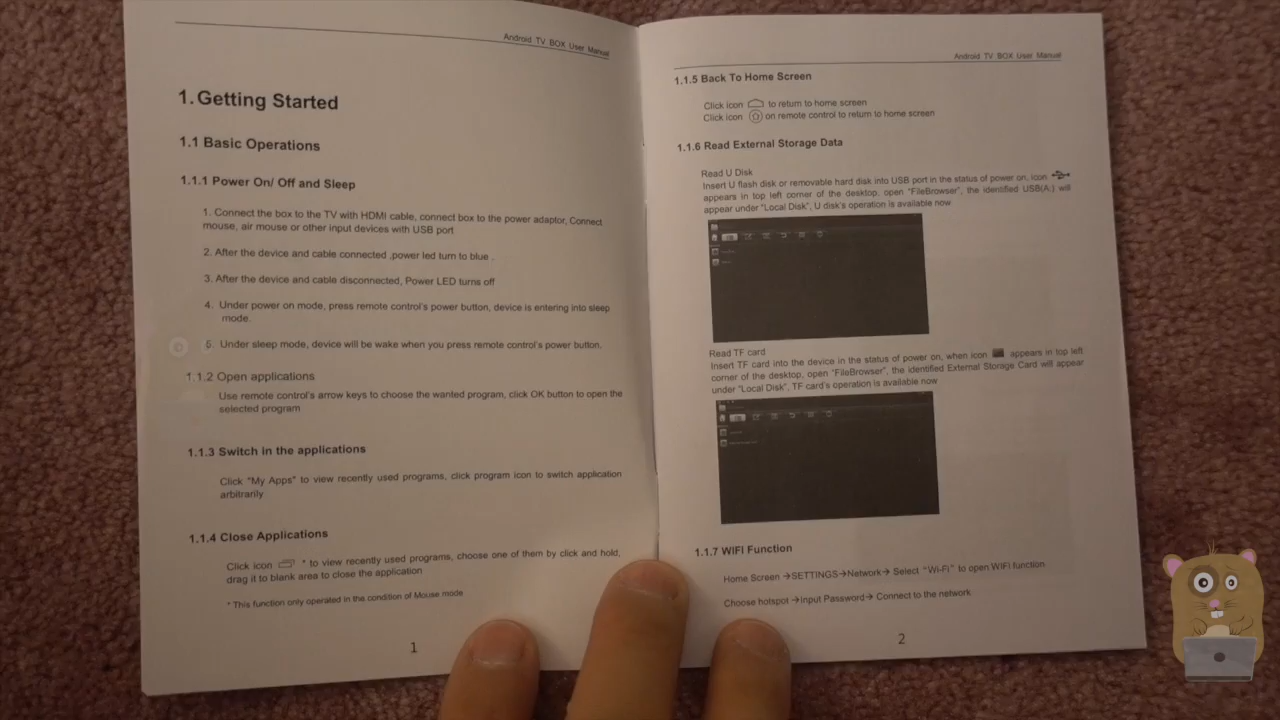 Android TV BOX User Manual
1. Getting Started
1.1 Basic Operations
1.1.1 Power On/ Off and Sleep
1. Connect the box to the TV with HDMI cable, connect box to the power adaptor, Connect
mouse, air mouse or other input devices with USB port
2. After the device and cable connected ,power led turn to blue .
3. After the device and cable disconnected, Power LED turns off
4. Under power on mode, press remote control's power button, device is entering into sleep
mode.
5. Under sleep mode, device will be wake when you press remote control's power button.
1.1.2 Open applications
Use remote control's arrow keys to choose the wanted program, click OK button to open the
selected program
1.1.3 Switch in the applications
Click "My Apps" to view recently used programs, click program icon to switch application
arbitrarily
1.1.4 Close Applications
Click icon * to view recently used programs, choose one of them by click and hold,
drag it to blank area to close the application
* This function only operated in the condition of Mouse mode
1
Android TV BOX User Manual
1.1.5 Back To Home Screen
Click icon to return to home screen
Click icon on remote control to return to home screen
1.1.6 Read External Storage Data
Read U Disk
Insert U flash disk or removable hard disk into USB port in the status of power on, icon
appears in top left corner of the desktop, open "FileBrowser", the identified USB(A:) will
appear under "Local Disk", U disk's operation is available now
Read TF card
Insert TF card into the device in the status of power on, when icon appears in top left
corner of the desktop, open "FileBrowser", the identified External Storage Card will appear
under "Local Disk", TF card's operation is available now
1.1.7 WIFI Function
Home Screen →SETTINGS→Network→ Select "Wi-Fi" to open WIFI function
Choose hotspot →Input Password→ Connect to the network
2